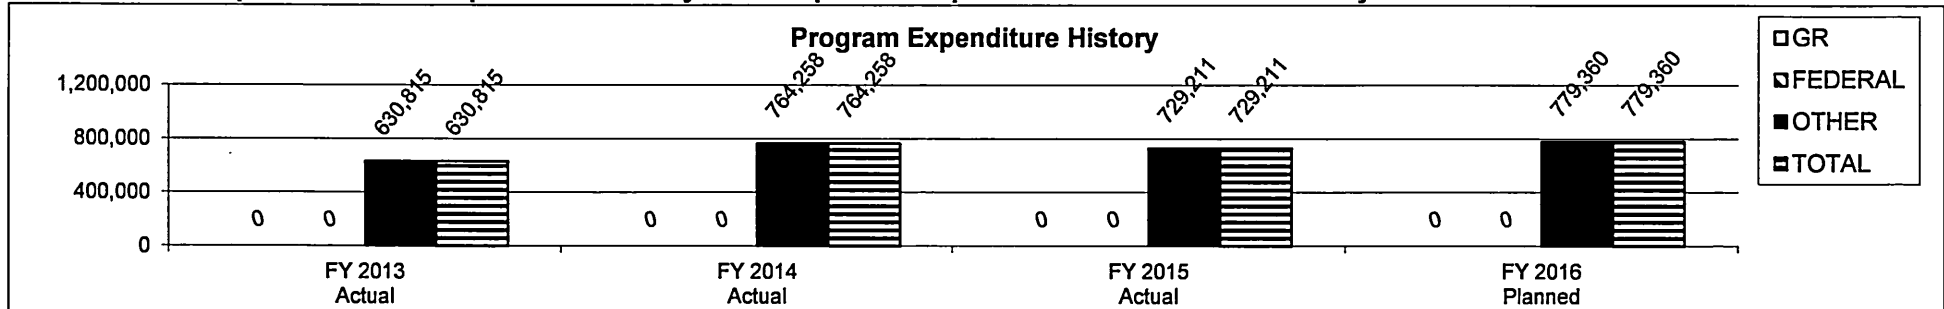 Program Expenditure History
GR
FEDERAL
OTHER
TOTAL
1,200,000
800,000
400,000
0
0 0 630,815 630,815
0 0 764,258 764,258
0 0 729,211 729,211
0 0 779,360 779,360
FY 2013
Actual
FY 2014
Actual
FY 2015
Actual
FY 2016
Planned